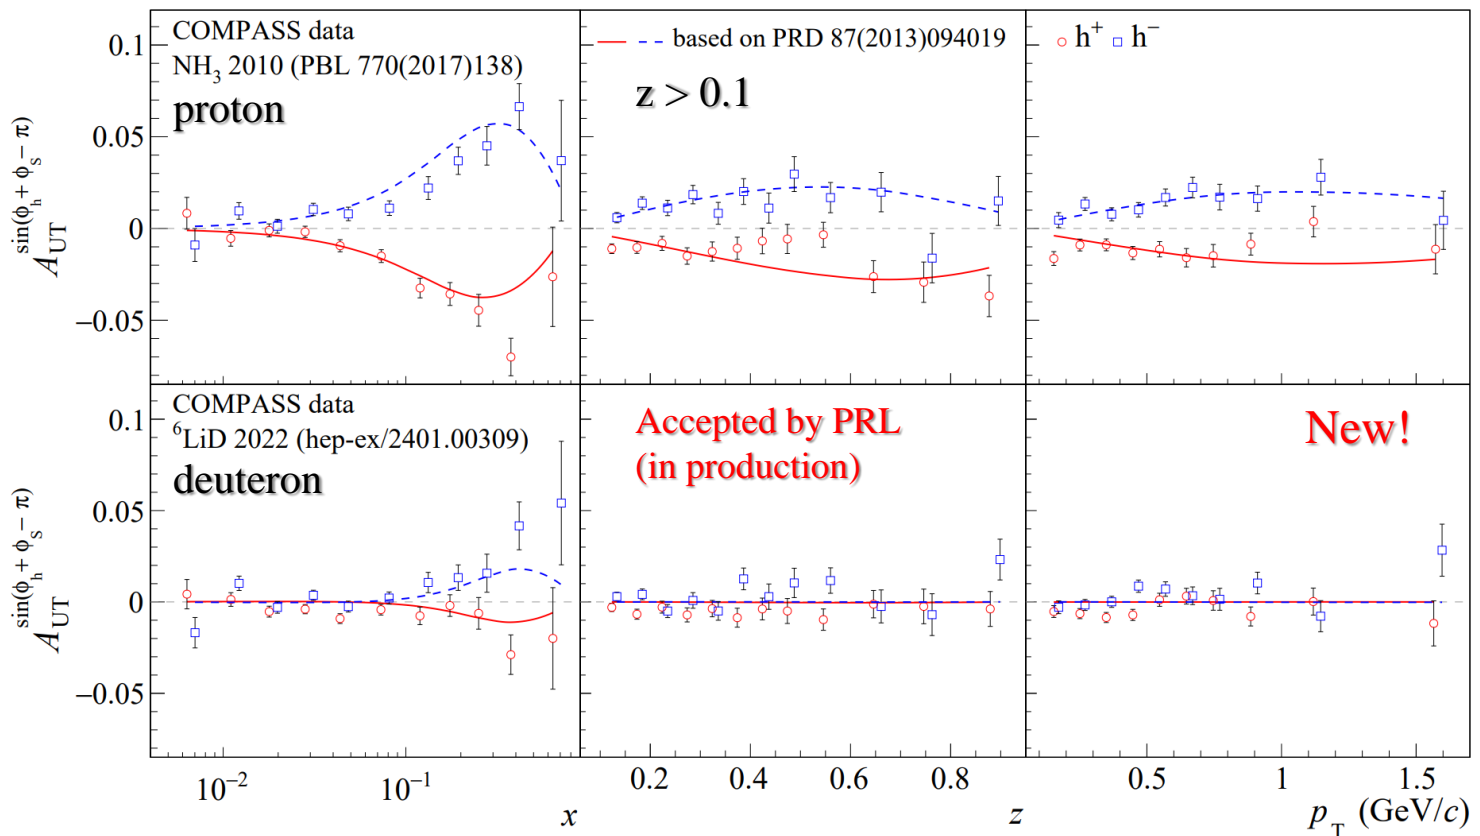 COMPASS data
NH3 2010 (PBL 770(2017)138)
proton
based on PRD 87(2013)094019
z > 0.1
h+ h−
0.1
0.05
0
−0.05
A UT sin(ϕh + ϕS − π)
COMPASS data
6LiD 2022 (hep-ex/2401.00309)
deuteron
Accepted by PRL
(in production)
New!
0.1
0.05
0
−0.05
A UT sin(ϕh + ϕS − π)
10−2 10−1
x
0.2 0.4 0.6 0.8
z
0.5 1 1.5
pT (GeV/c)